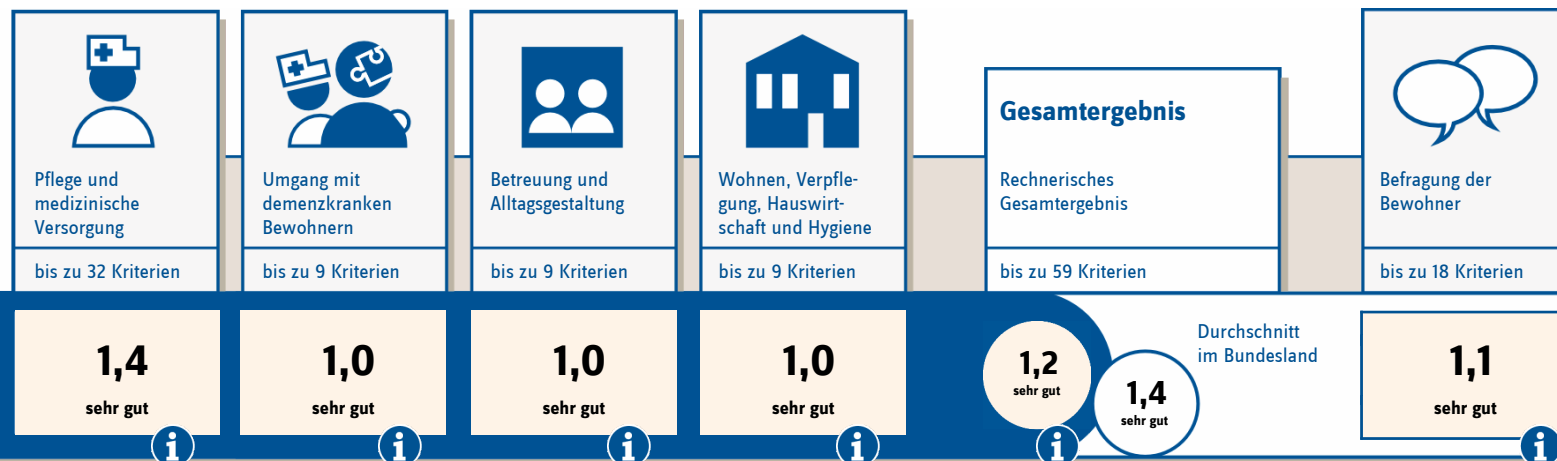 Pflege und
medizinische
Versorgung
bis zu 32 Kriterien
1,4
sehr gut
i
Umgang mit
demenzkranken
Bewohnern
bis zu 9 Kriterien
1,0
sehr gut
i
Betreuung und
Alltagsgestaltung
bis zu 9 Kriterien
1,0
sehr gut
i
Wohnen, Verpfle-
gung, Hauswirt-
schaft und Hygiene
bis zu 9 Kriterien
1,0
sehr gut
i
Gesamtergebnis
Rechnerisches
Gesamtergebnis
bis zu 59 Kriterien
1,2
sehr gut
i
Durchschnitt
im Bundesland
1,4
sehr gut
Befragung der
Bewohner
bis zu 18 Kriterien
1,1
sehr gut
i